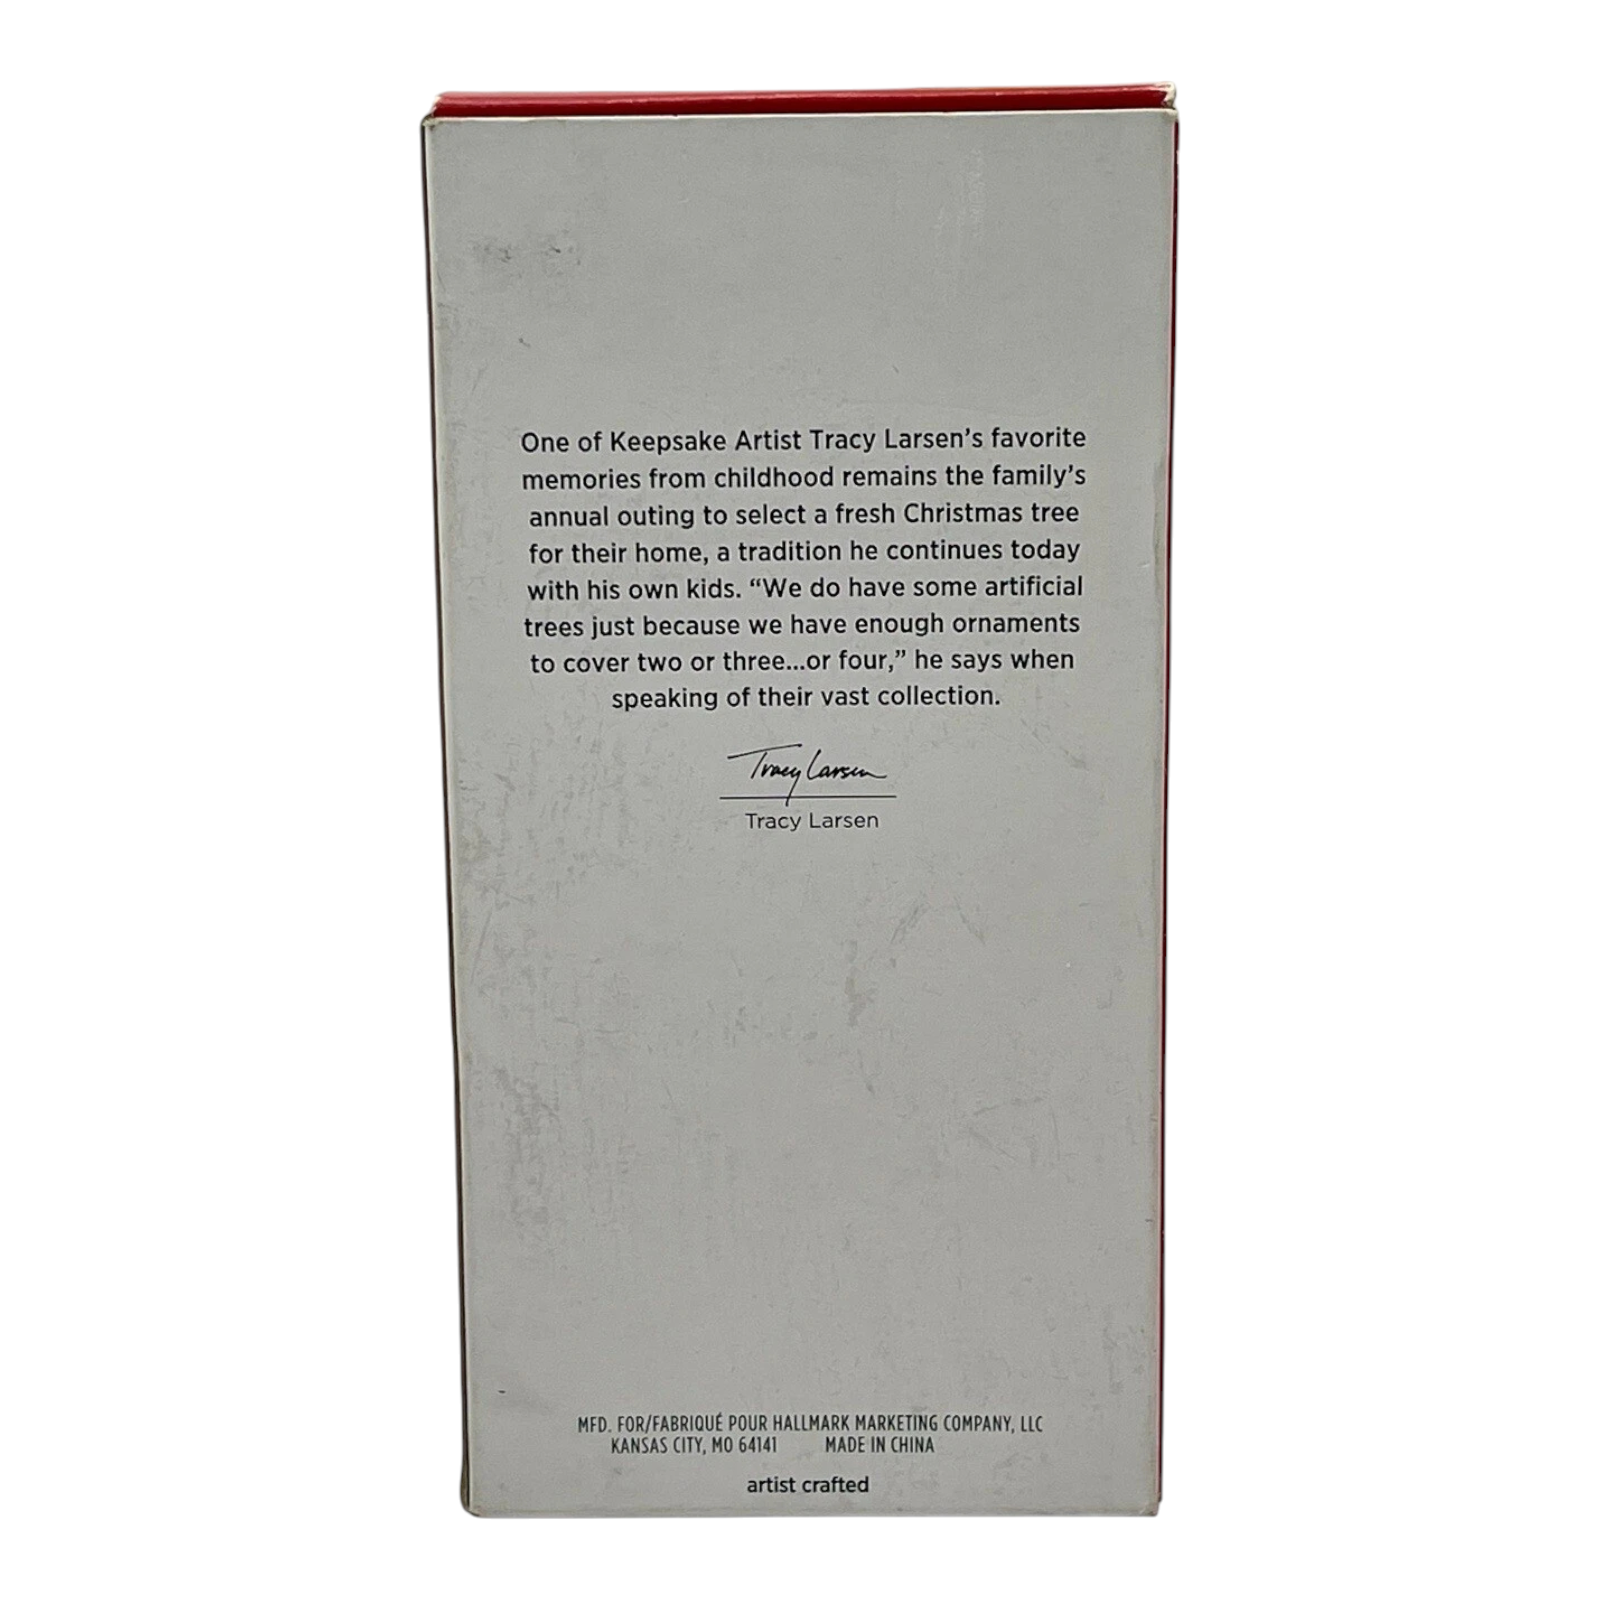 One of Keepsake Artist Tracy Larsen’s favorite
memories from childhood remains the family’s
annual outing to select a fresh Christmas tree
for their home, a tradition he continues today
with his own kids. “We do have some artificial
trees just because we have enough ornaments
to cover two or three...or four,” he says when
speaking of their vast collection.
Tracy Larsen
Tracy Larsen
MFD. FOR/FABRIQUÉ POUR HALLMARK MARKETING COMPANY, LLC
KANSAS CITY, MO 64141 MADE IN CHINA
artist crafted